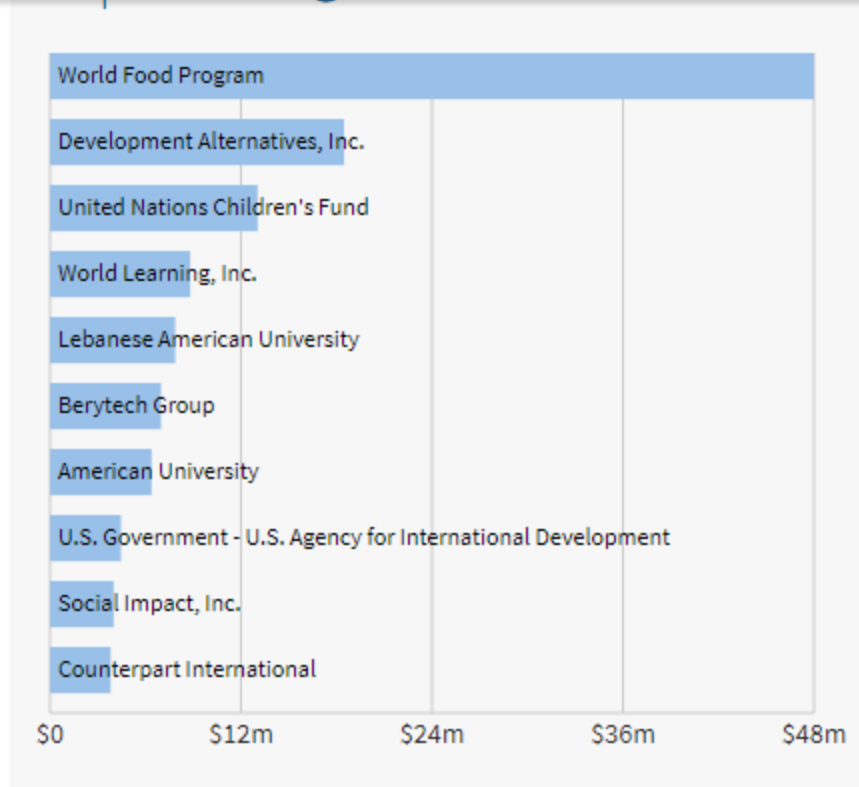 World Food Program
Development Alternatives, Inc.
United Nations Children's Fund
World Learning, Inc.
Lebanese American University
Berytech Group
American University
U.S. Government - U.S. Agency for International Development
Social Impact, Inc.
Counterpart International
$0 $12m $24m $36m $48m